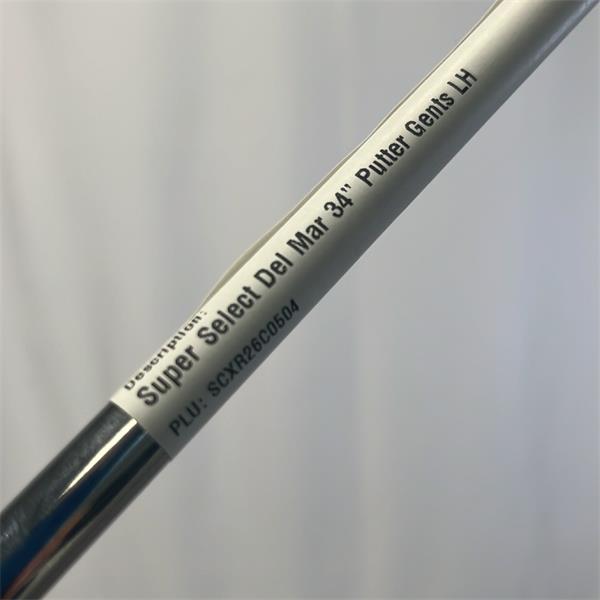 Description:
Super Select Del Mar 34" Putter Gents LH
PLU: SCXR26C0504